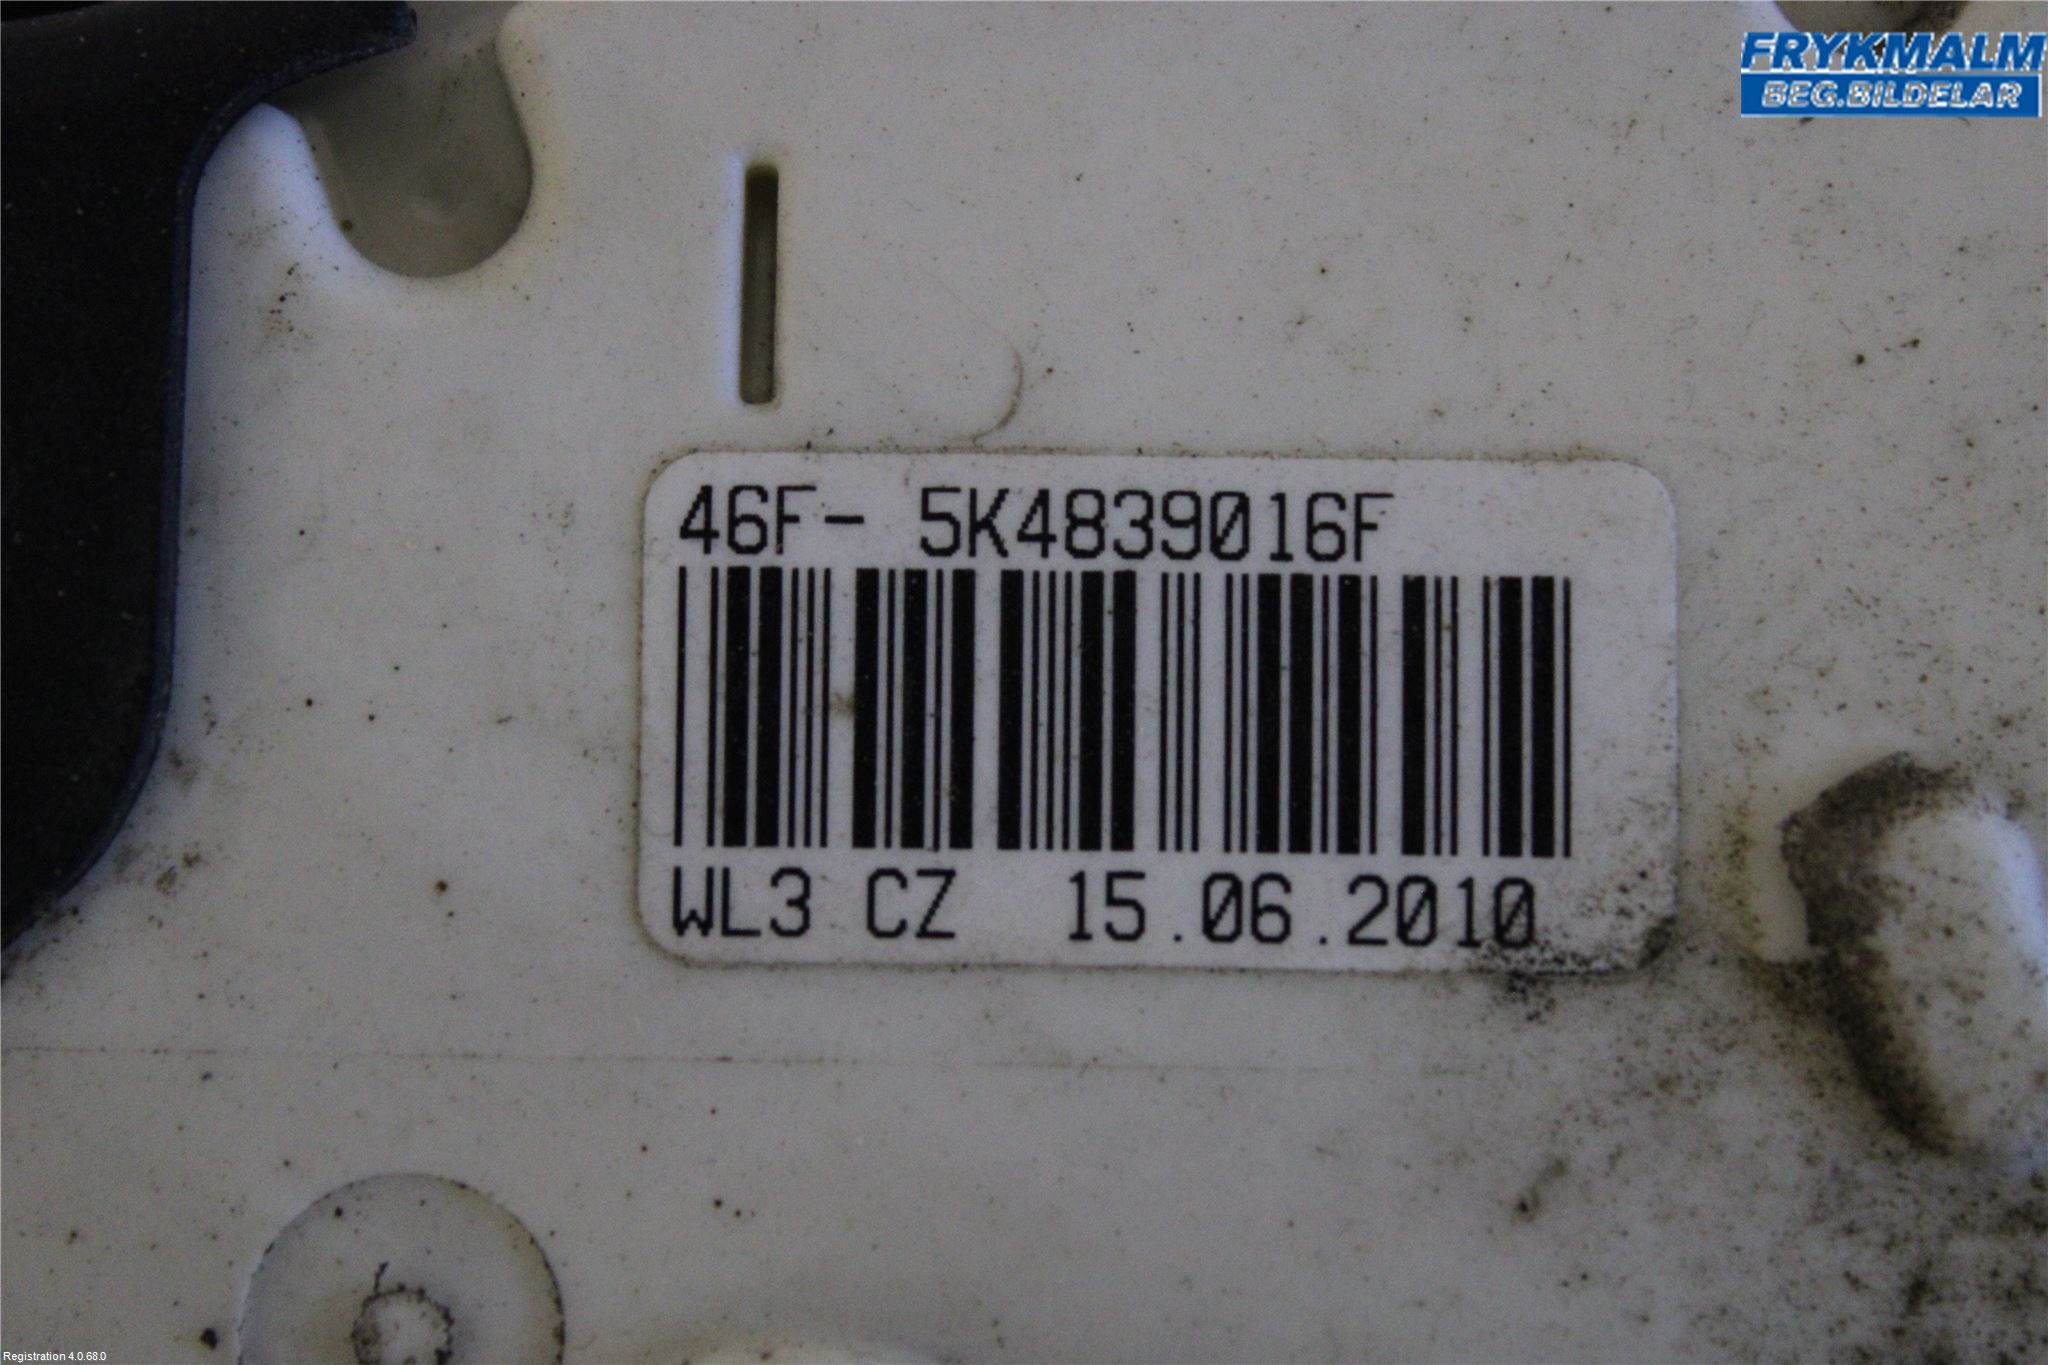 FRYKMALM
BEG.BILDELAR
46F- 5K4839016F
WL3 CZ 15.06.2010
Registration 4.0.68.0